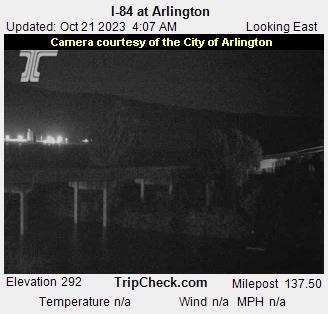 I-84 at Arlington
Updated: Oct 21 2023 4:07 AM Looking East
Camera courtesy of the City of Arlington
Elevation 292 TripCheck.com Milepost 137.50
Temperature n/a Wind n/a MPH n/a